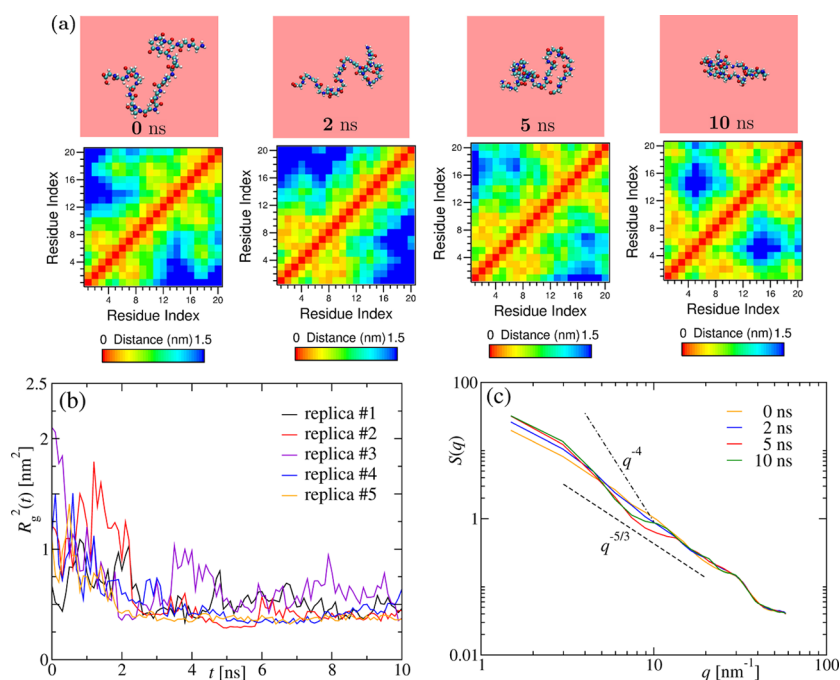 (a)
0 ns
2 ns
5 ns
10 ns
Residue Index
20
16
12
8
4
4 8 12 16 20
Residue Index
0 Distance (nm) 1.5
Residue Index
20
16
12
8
4
4 8 12 16 20
Residue Index
0 Distance (nm) 1.5
Residue Index
20
16
12
8
4
4 8 12 16 20
Residue Index
0 Distance (nm) 1.5
Residue Index
20
16
12
8
4
4 8 12 16 20
Residue Index
0 Distance (nm) 1.5
(b)
R_g^2(t) [nm^2]
2.5
2
1
0
replica #1
replica #2
replica #3
replica #4
replica #5
0 2 4 6 8 10
t [ns]
(c)
S(q)
100
1
0.01
0 ns
2 ns
5 ns
10 ns
q^-4
q^-5/3
1 10 100
q [nm^-1]